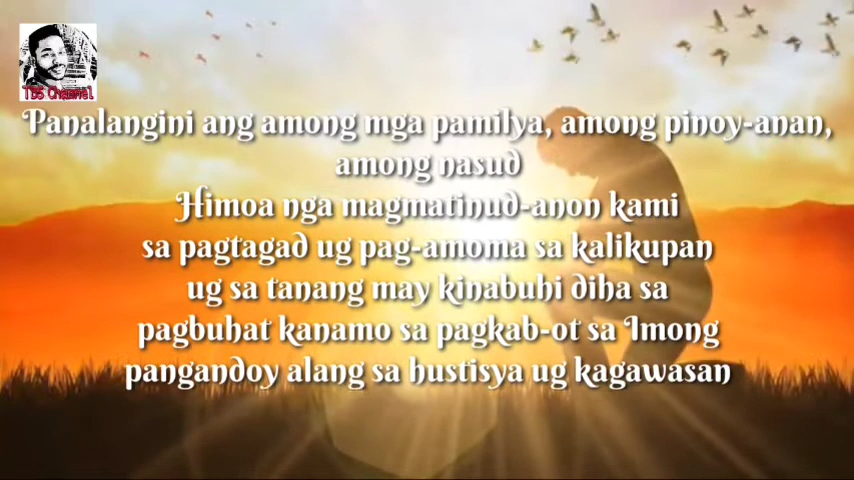 TBS Channel
Panalangini ang among mga pamilya, among pinoy-anan,
among nasud
Himoa nga magmatinud-anon kami
sa pagtagad ug pag-amoma sa kalikupan
ug sa tanang may kinabuhi diha sa
pagbuhat kanamo sa pagkab-ot sa Imong
pangandoy alang sa hustisya ug kagawasan